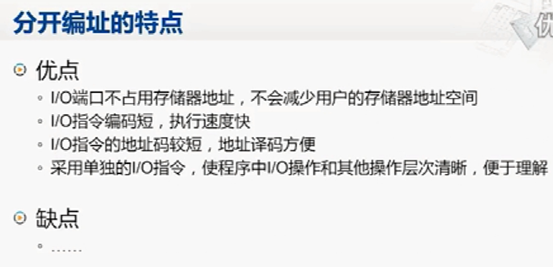 分开编址的特点
优
优点
I/O端口不占用存储器地址，不会减少用户的存储器地址空间
I/O指令编码短，执行速度快
I/O指令的地址码较短，地址译码方便
采用单独的I/O指令，使程序中I/O操作和其他操作层次清晰，便于理解
缺点
……